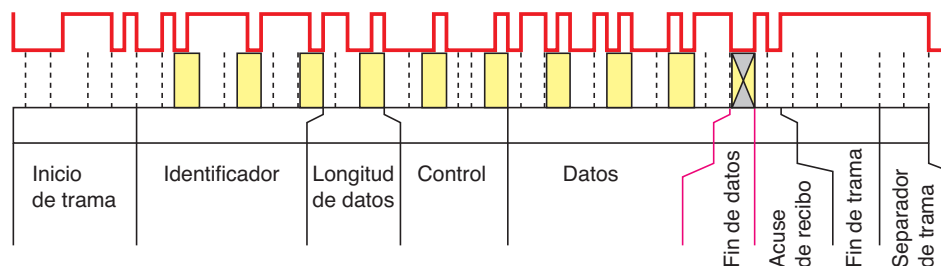 Inicio
de trama
Identificador
Longitud
de datos
Control
Datos
Fin de datos
Acuse
de recibo
Fin de trama
Separador
de trama